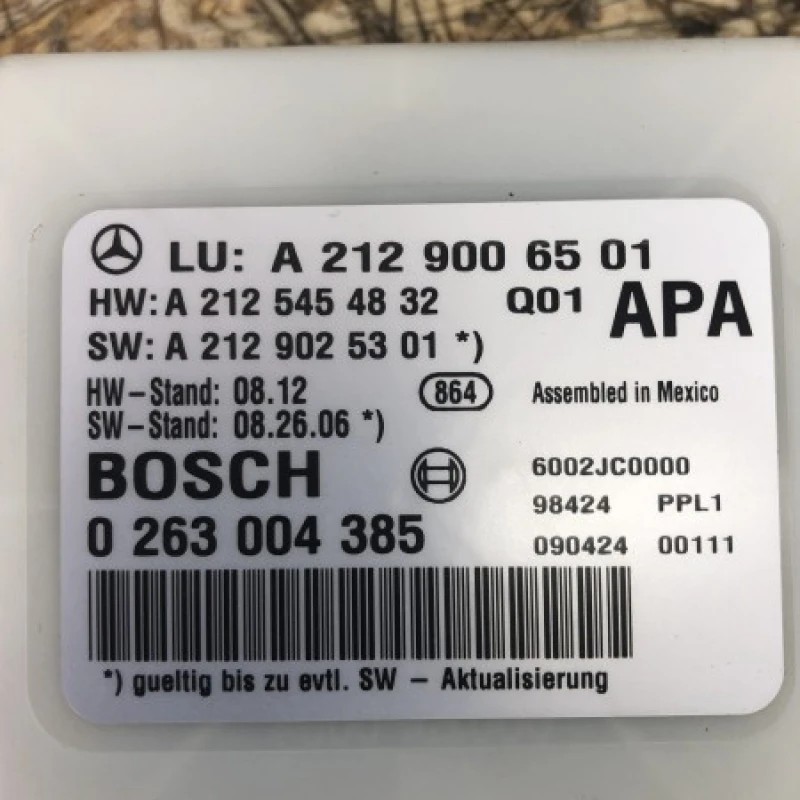 LU: A 212 900 65 01
HW: A 212 545 48 32 Q01 APA
SW: A 212 902 53 01 *)
HW-Stand: 08.12 864 Assembled in Mexico
SW-Stand: 08.26.06 *)
BOSCH 6002JC0000
98424 PPL1
0 263 004 385 090424 00111
*) gueltig bis zu evtl. SW - Aktualisierung